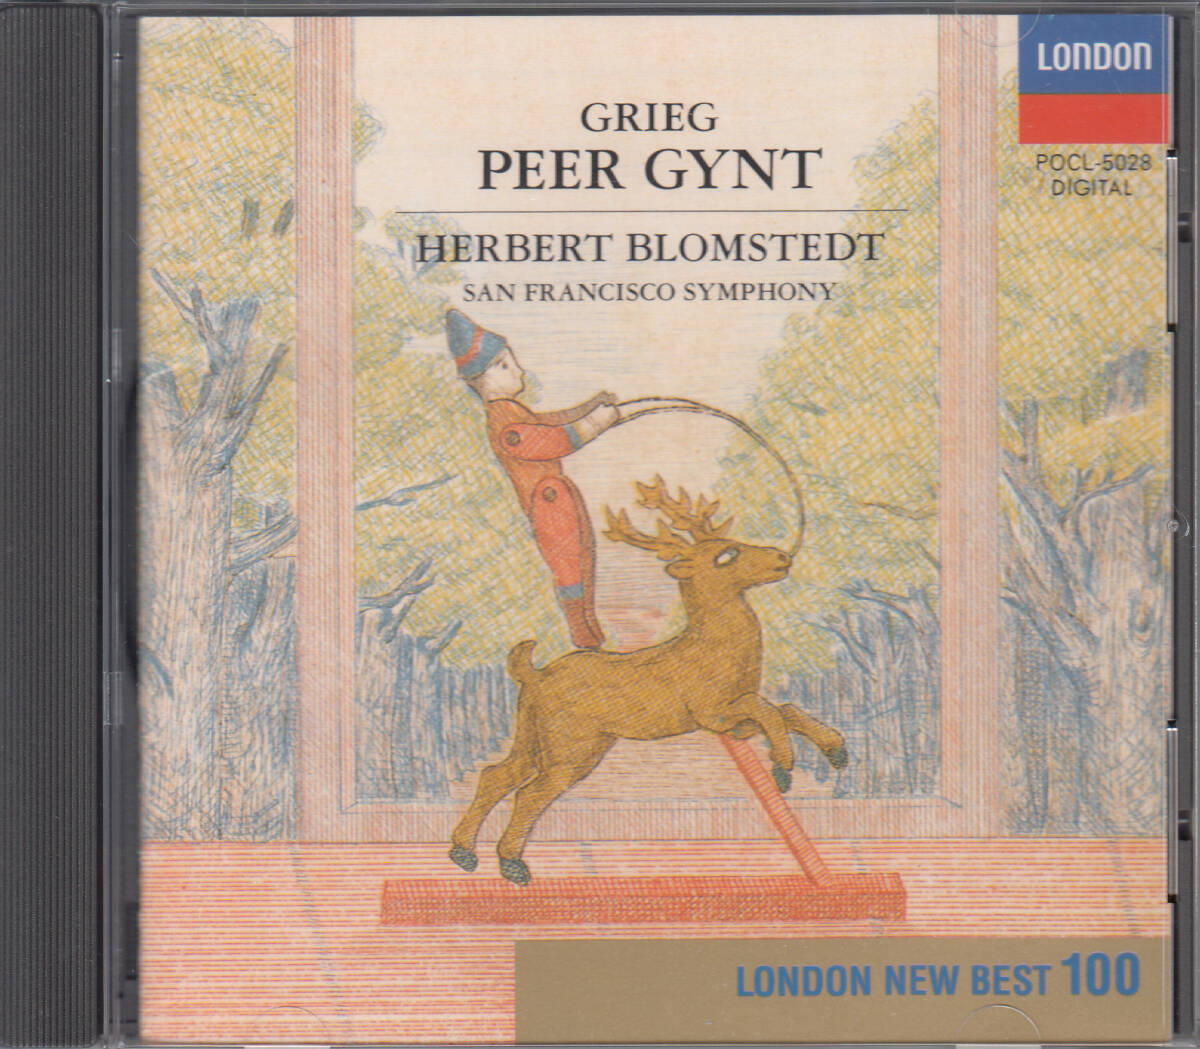 LONDON
GRIEG
PEER GYNT
POCL-5028
DIGITAL
HERBERT BLOMSTEDT
SAN FRANCISCO SYMPHONY
LONDON NEW BEST 100